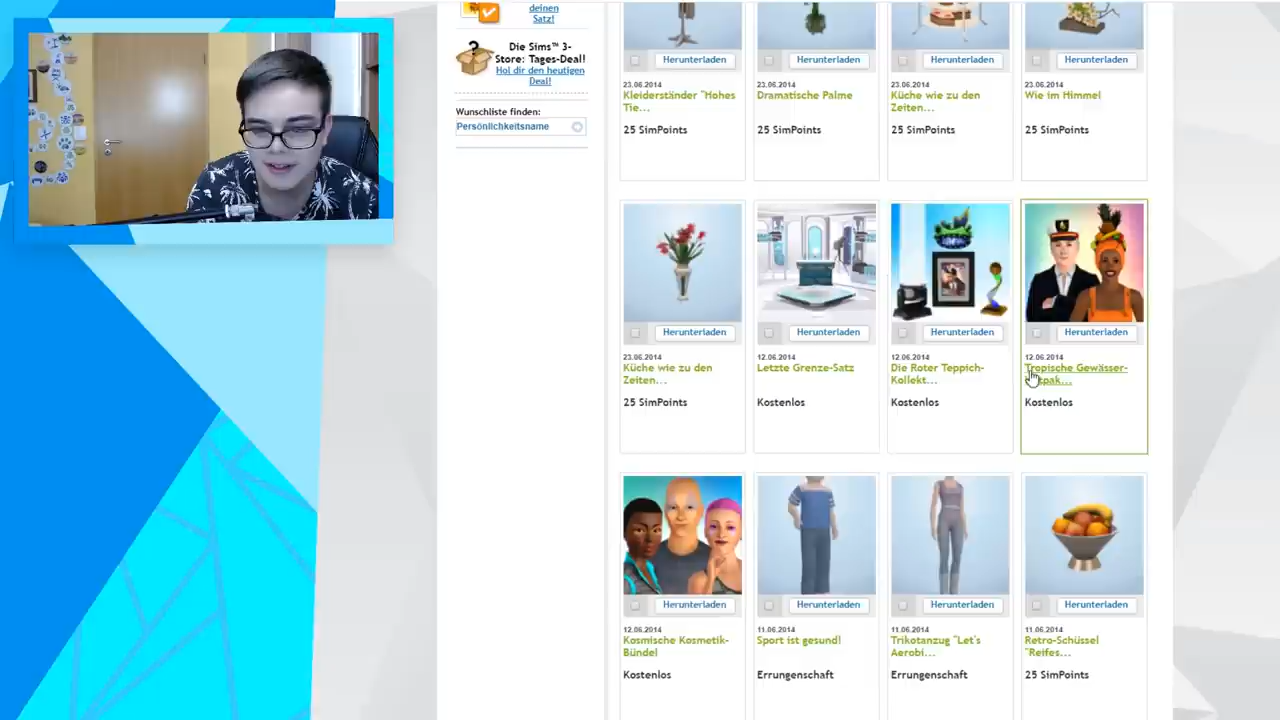 deinen
Satz!
Die Sims™ 3-
Store: Tages-Deal!
Hol dir den heutigen
Deal!
Wunschliste finden:
Persönlichkeitsname
Herunterladen
Herunterladen
Herunterladen
Herunterladen
23.06.2014
Kleiderständer "Hohes
Tie...
25 SimPoints
23.06.2014
Dramatische Palme
25 SimPoints
23.06.2014
Küche wie zu den
Zeiten...
25 SimPoints
23.06.2014
Wie im Himmel
25 SimPoints
Herunterladen
Herunterladen
Herunterladen
Herunterladen
23.06.2014
Küche wie zu den
Zeiten...
25 SimPoints
12.06.2014
Letzte Grenze-Satz
Kostenlos
12.06.2014
Die Roter Teppich-
Kollekt...
Kostenlos
12.06.2014
Tropische Gewässer-
Kostenlos
Herunterladen
Herunterladen
Herunterladen
Herunterladen
12.06.2014
Kosmische Kosmetik-
Bündel
Kostenlos
11.06.2014
Sport ist gesund!
Errungenschaft
11.06.2014
Trikotanzug "Let's
Aerobi...
Errungenschaft
11.06.2014
Retro-Schüssel
"Reifes...
25 SimPoints